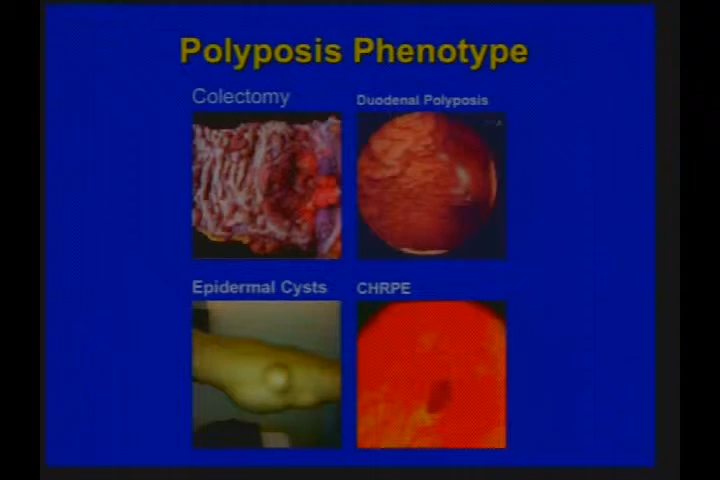 Polyposis Phenotype
Colectomy
Duodenal Polyposis
Epidermal Cysts
CHRPE